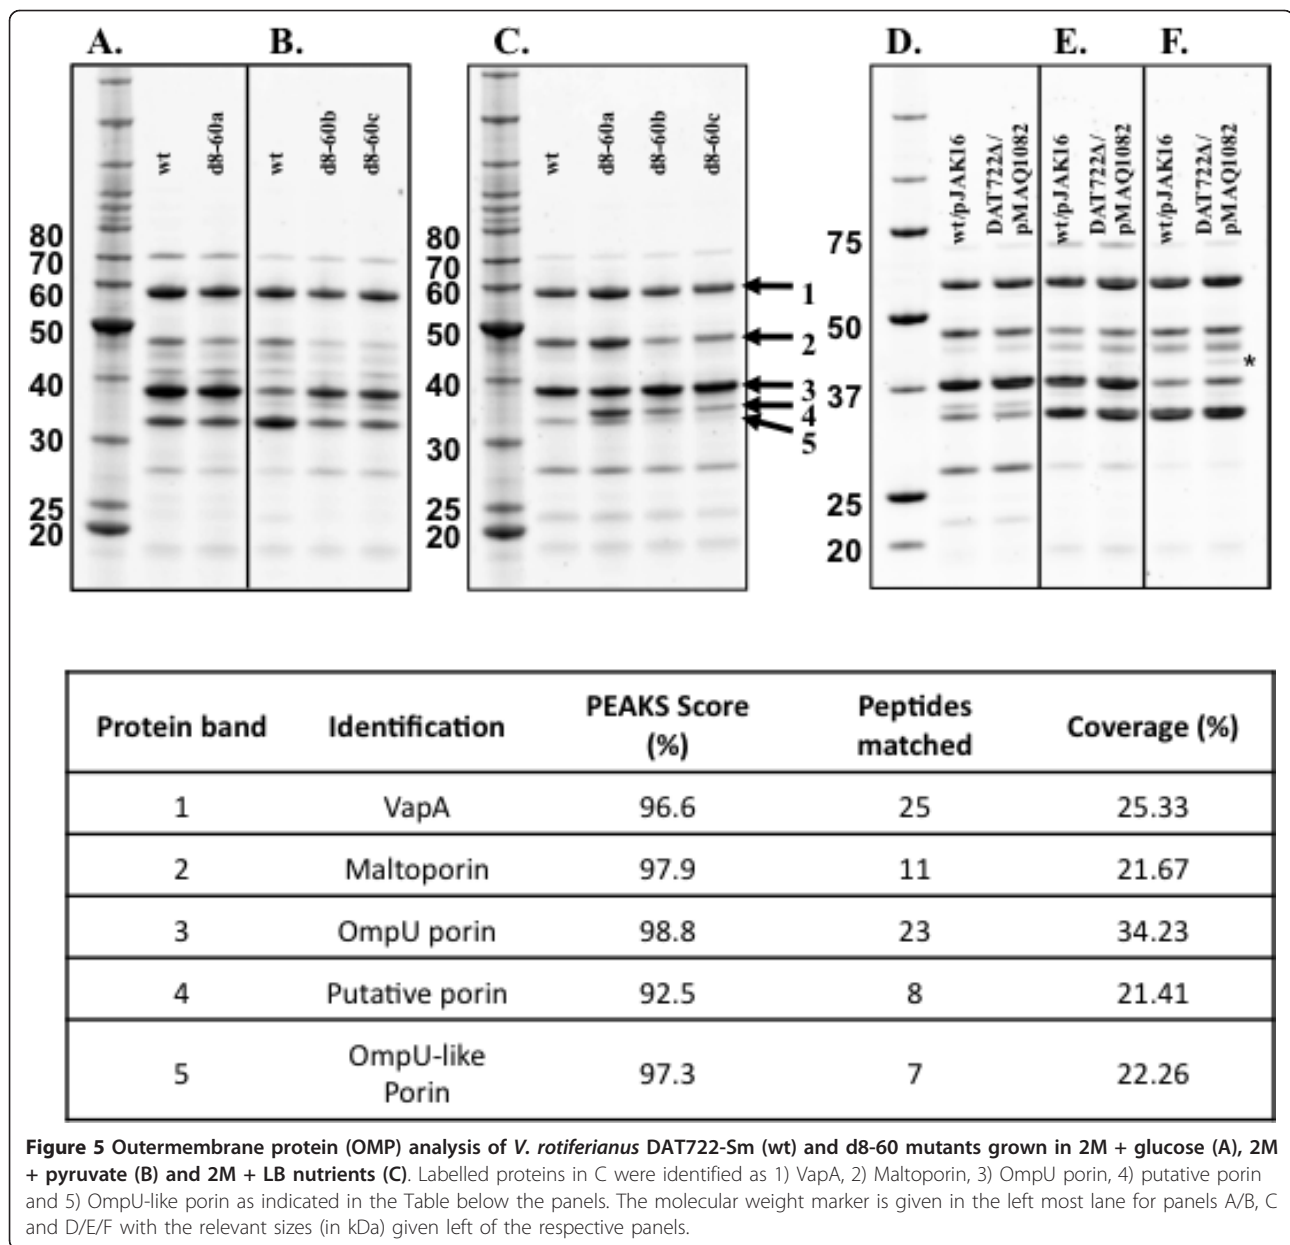 A. B. C. D. E. F.
wt d8-60a wt d8-60b d8-60c
80
70
60
50
40
30
25
20
wt d8-60a d8-60b d8-60c
80
70
60
50
40
30
25
20
1
2
3
4
5
wt/pJAK16 DAT722Δ/ pMAQ1082 wt/pJAK16 DAT722Δ/ pMAQ1082 wt/pJAK16 DAT722Δ/ pMAQ1082
75
50
37
25
20
*
Protein band Identification PEAKS Score (%) Peptides matched Coverage (%)
1 VapA 96.6 25 25.33
2 Maltoporin 97.9 11 21.67
3 OmpU porin 98.8 23 34.23
4 Putative porin 92.5 8 21.41
5 OmpU-like Porin 97.3 7 22.26
Figure 5 Outermembrane protein (OMP) analysis of V. rotiferianus DAT722-Sm (wt) and d8-60 mutants grown in 2M + glucose (A), 2M
+ pyruvate (B) and 2M + LB nutrients (C). Labelled proteins in C were identified as 1) VapA, 2) Maltoporin, 3) OmpU porin, 4) putative porin
and 5) OmpU-like porin as indicated in the Table below the panels. The molecular weight marker is given in the left most lane for panels A/B, C
and D/E/F with the relevant sizes (in kDa) given left of the respective panels.